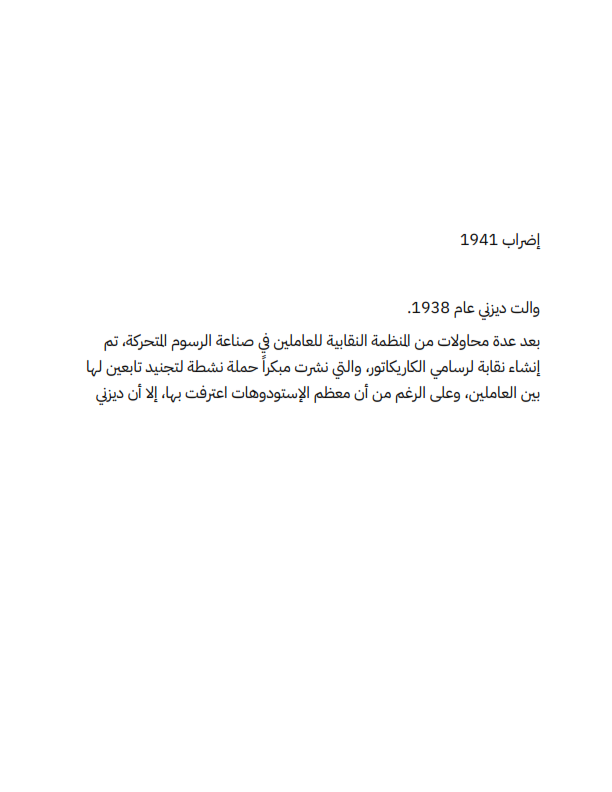 إضراب 1941
والت ديزني عام 1938.
بعد عدة محاولات من المنظمة النقابية للعاملين في صناعة الرسوم المتحركة، تم
إنشاء نقابة لرسامي الكاريكاتور، والتي نشرت مبكراً حملة نشطة لتجنيد تابعين لها
بين العاملين، وعلى الرغم من أن معظم الإستودوهات اعترفت بها، إلا أن ديزني